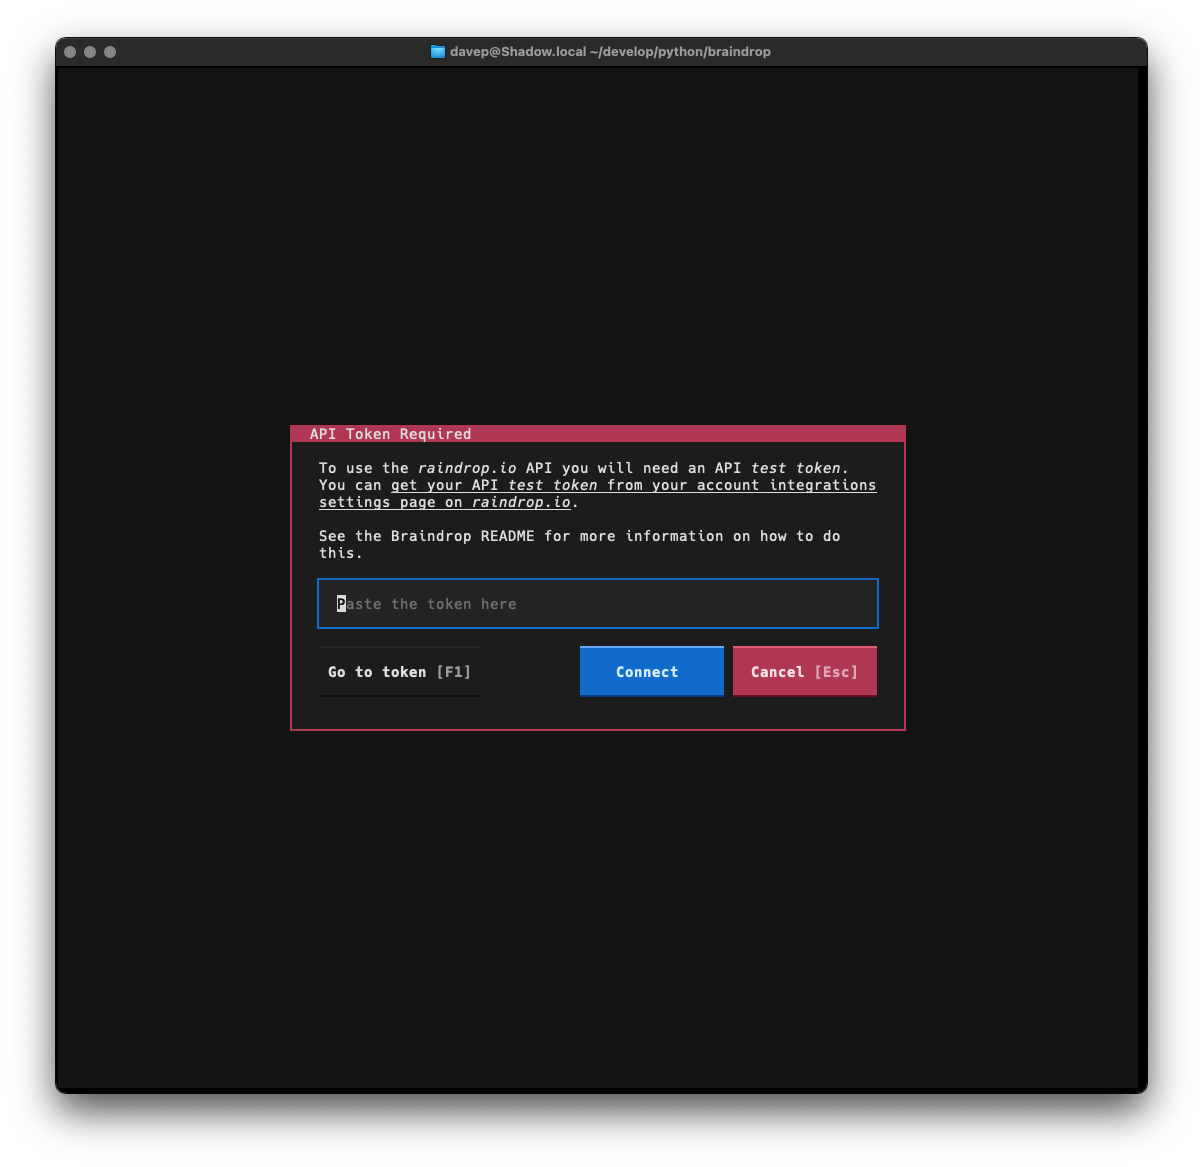 davep@Shadow.local ~/develop/python/braindrop
API Token Required
To use the raindrop.io API you will need an API test token.
You can get your API test token from your account integrations
settings page on raindrop.io.
See the Braindrop README for more information on how to do
this.
Paste the token here
Go to token [F1] Connect Cancel [Esc]